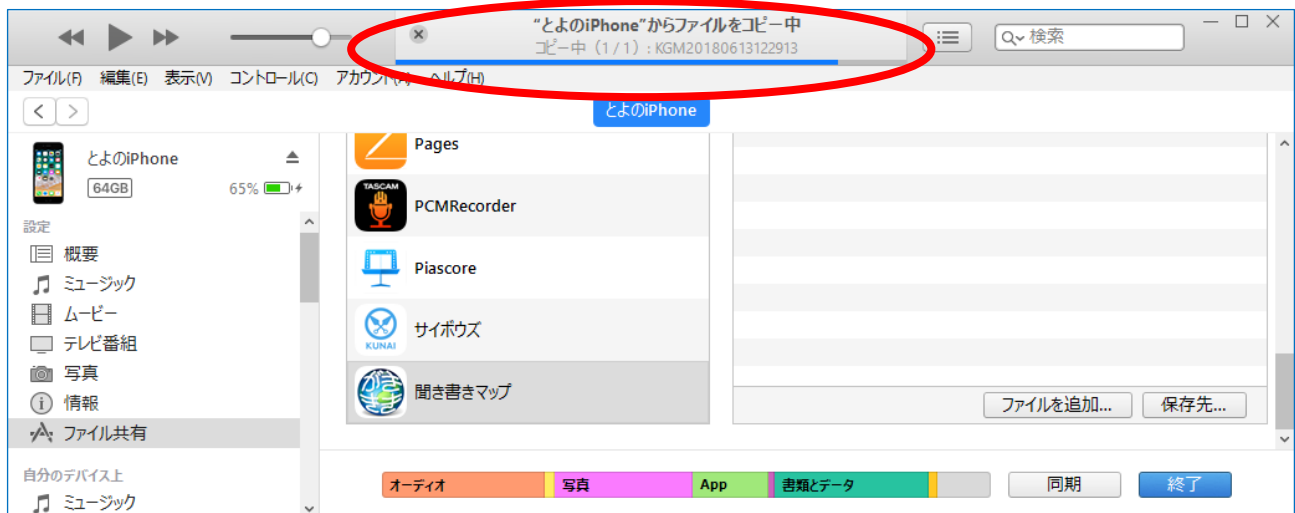 “とよのiPhone”からファイルをコピー中
コピー中（1 / 1）: KGM20180613122913
検索
ファイル(F) 編集(E) 表示(V) コントロール(C) アカウント(A) ヘルプ(H)
とよのiPhone
とよのiPhone
64GB
65%
設定
概要
ミュージック
ムービー
テレビ番組
写真
情報
ファイル共有
自分のデバイス上
ミュージック
Pages
TASCAM
PCMRecorder
Piascore
KUNAI
サイボウズ
聞き書きマップ
ファイルを追加...
保存先...
オーディオ
写真
App
書類とデータ
同期
終了